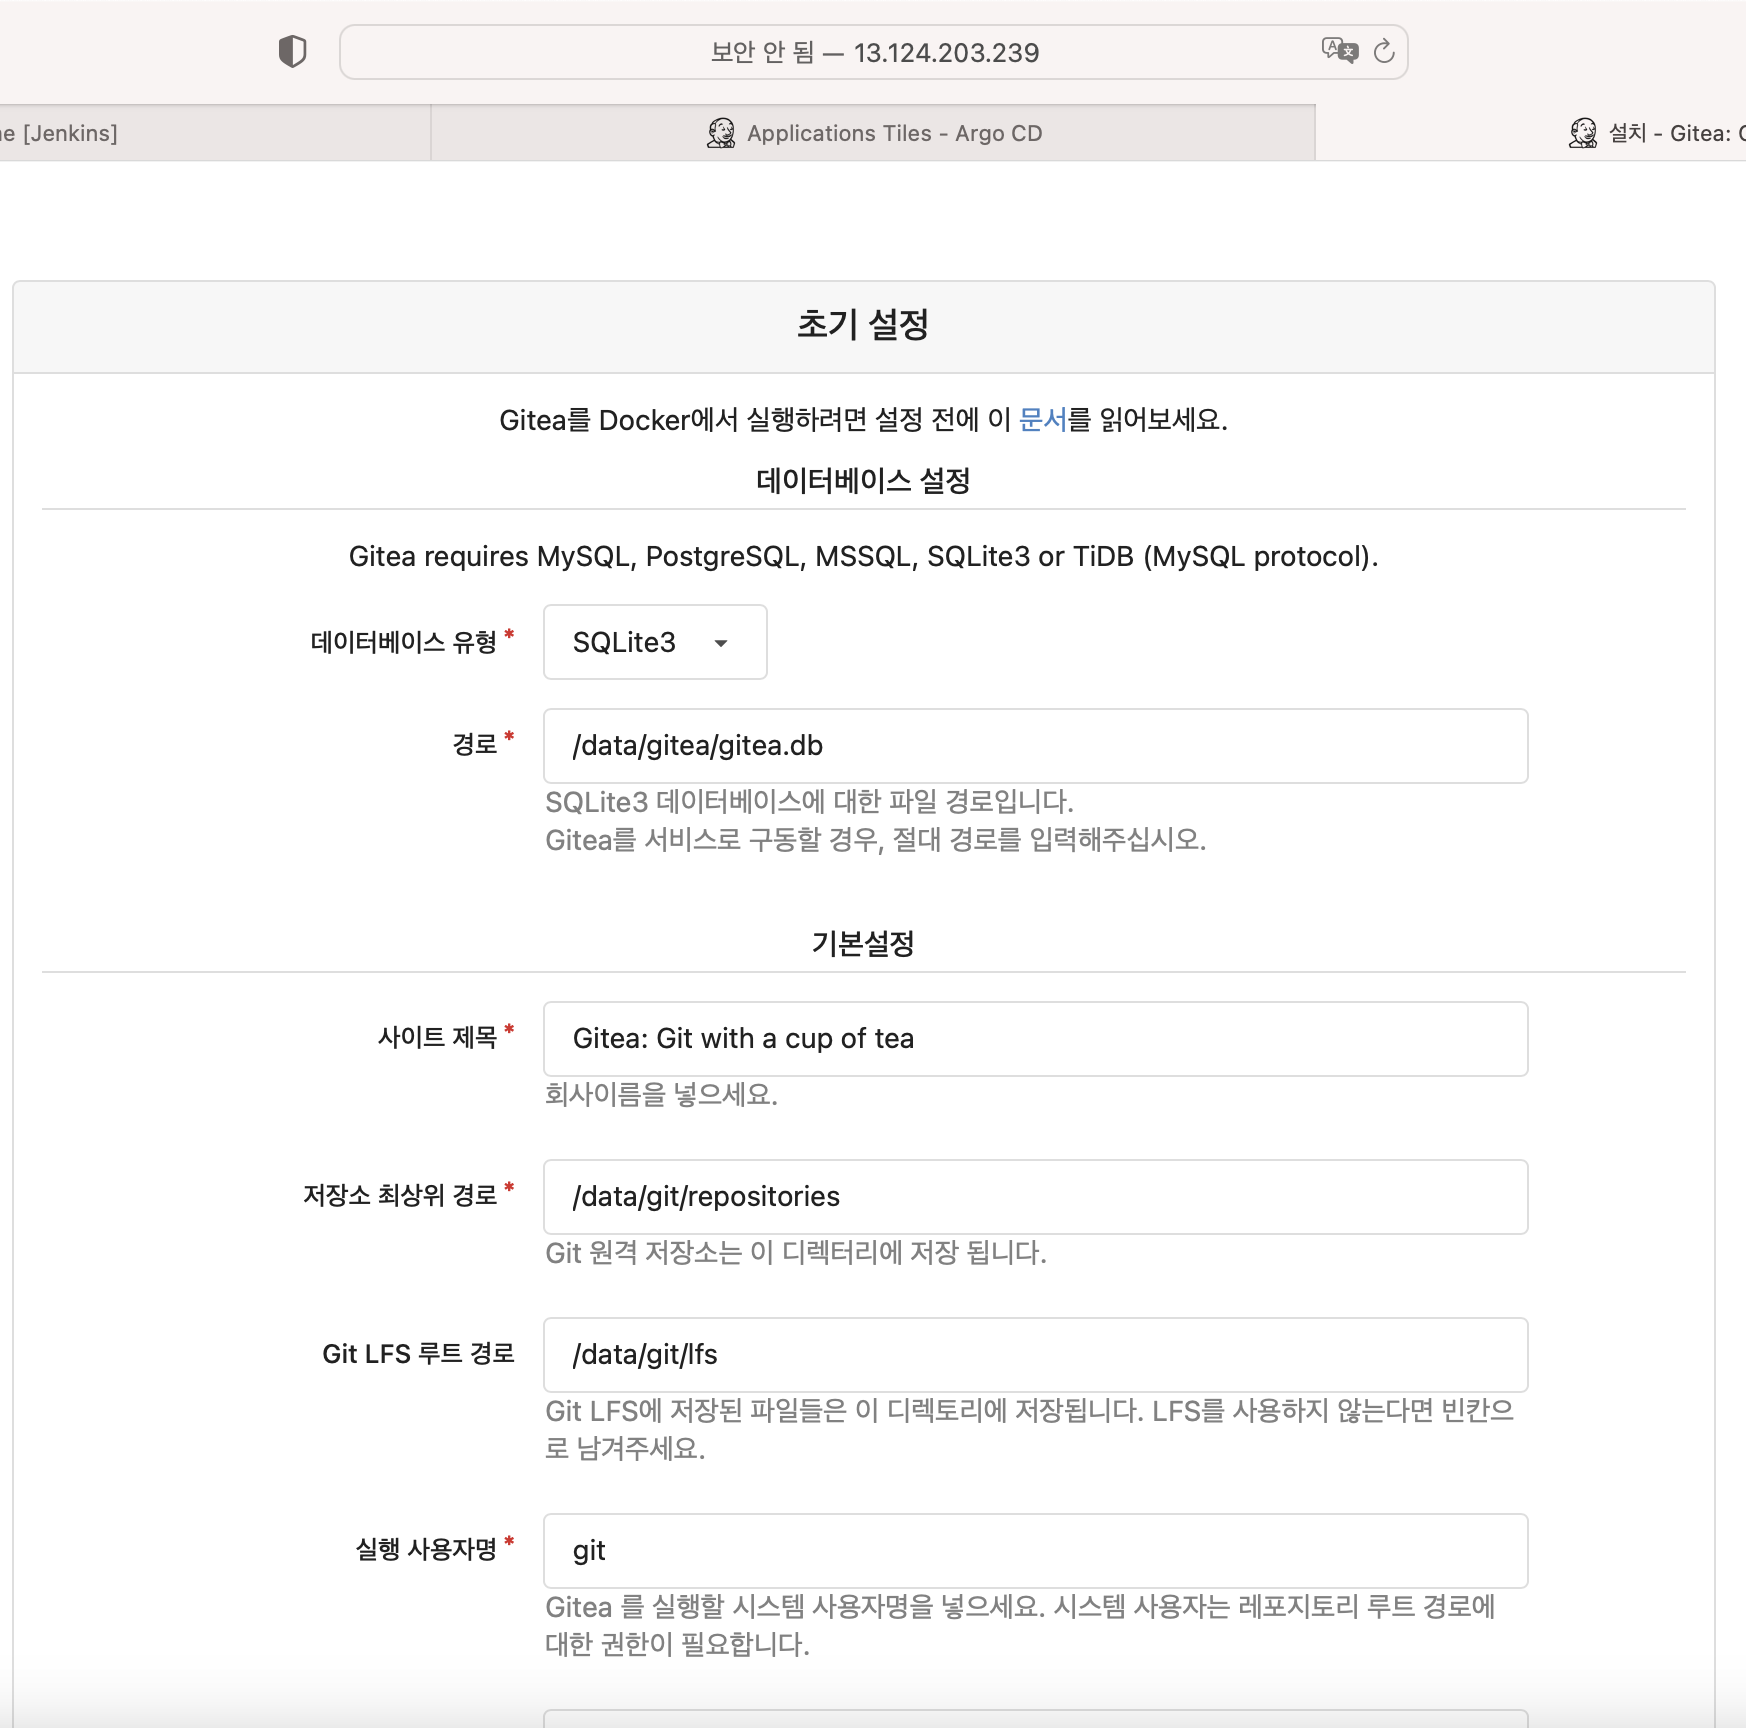 보안 안 됨 — 13.124.203.239
ne [Jenkins]
Applications Tiles - Argo CD
설치 - Gitea:
초기 설정
Gitea를 Docker에서 실행하려면 설정 전에 이 문서를 읽어보세요.
데이터베이스 설정
Gitea requires MySQL, PostgreSQL, MSSQL, SQLite3 or TiDB (MySQL protocol).
데이터베이스 유형 *
SQLite3
경로 *
/data/gitea/gitea.db
SQLite3 데이터베이스에 대한 파일 경로입니다.
Gitea를 서비스로 구동할 경우, 절대 경로를 입력해주십시오.
기본설정
사이트 제목 *
Gitea: Git with a cup of tea
회사이름을 넣으세요.
저장소 최상위 경로 *
/data/git/repositories
Git 원격 저장소는 이 디렉터리에 저장 됩니다.
Git LFS 루트 경로
/data/git/lfs
Git LFS에 저장된 파일들은 이 디렉토리에 저장됩니다. LFS를 사용하지 않는다면 빈칸으
로 남겨주세요.
실행 사용자명 *
git
Gitea 를 실행할 시스템 사용자명을 넣으세요. 시스템 사용자는 레포지토리 루트 경로에
대한 권한이 필요합니다.